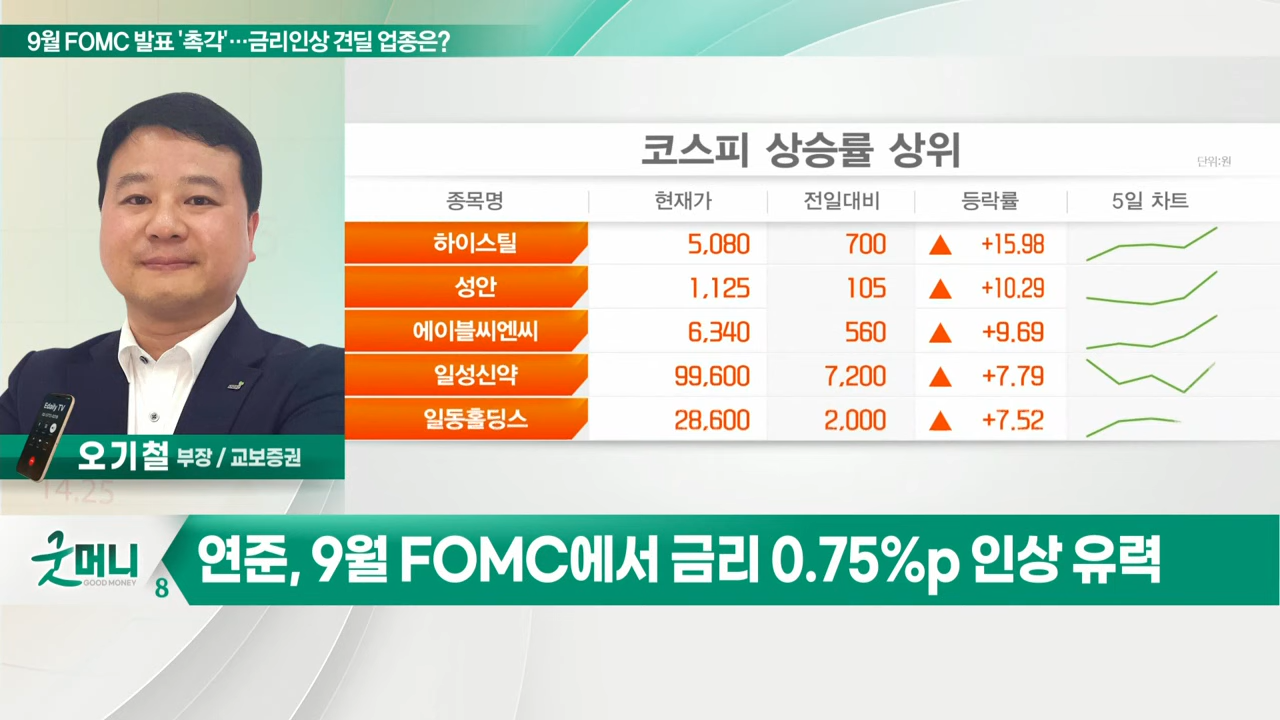 9월 FOMC 발표 '촉각'…금리인상 견딜 업종은?
코스피 상승률 상위
단위:원
종목명 현재가 전일대비 등락률 5일 차트
하이스틸 5,080 700 ▲ +15.98
성안 1,125 105 ▲ +10.29
에이블씨엔씨 6,340 560 ▲ +9.69
일성신약 99,600 7,200 ▲ +7.79
일동홀딩스 28,600 2,000 ▲ +7.52
Edaily TV
오기철 부장 / 교보증권
14.25
굿머니
GOOD MONEY
8
연준, 9월 FOMC에서 금리 0.75%p 인상 유력